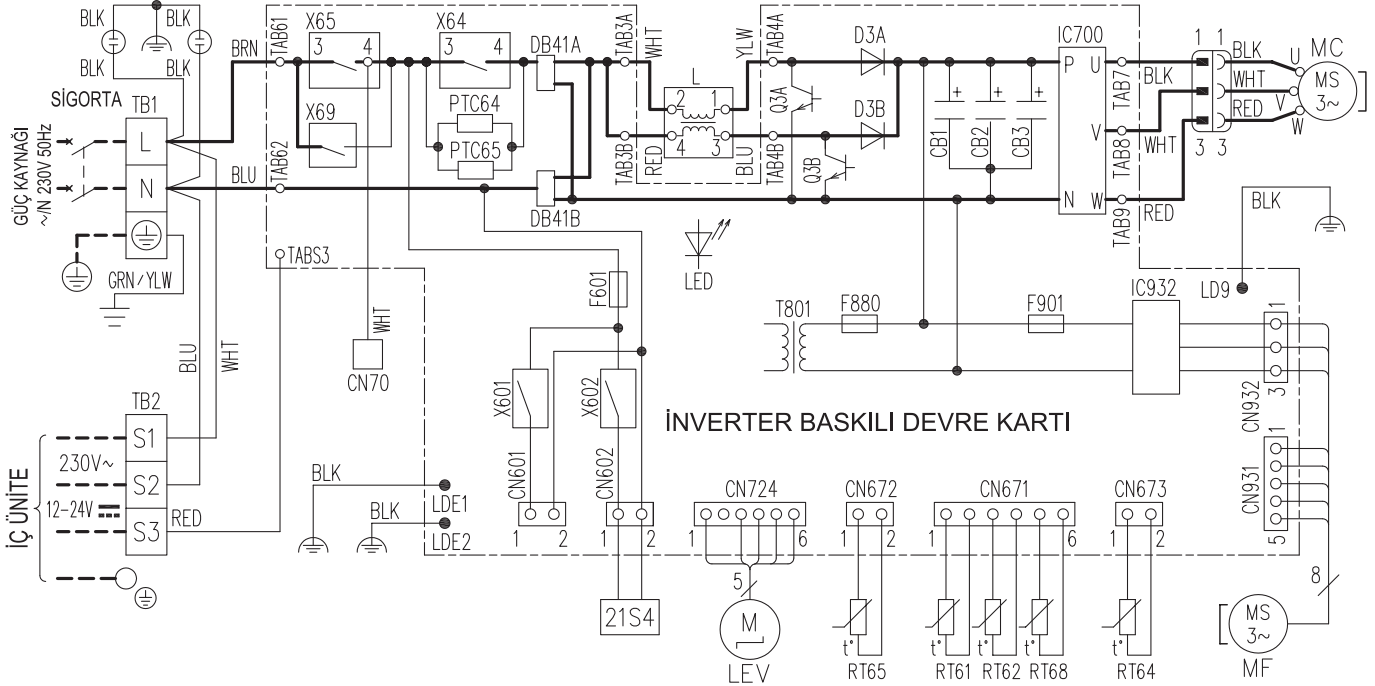 BLK BLK
BLK BLK
BRN
SİGORTA
TB1
L
N
GÜÇ KAYNAĞI
~/N 230V 50Hz
BLU
GRN/YLW
BLU
WHT
TAB61
TAB62
TABS3
X65
3 4
X69
X64
3 4
PTC64
PTC65
DB41A
DB41B
TAB3A
TAB3B
WHT
RED
L
2 1
4 3
YLW
BLU
TAB4A
TAB4B
Q3A
Q3B
D3A
D3B
CB1
+
CB2
+
CB3
+
IC700
P U
V
N W
TAB7
TAB8
TAB9
BLK
WHT
RED
1 1
3 3
BLK
WHT
RED
U
V
W
MC
MS
3~
BLK
LD9
LED
WHT
CN70
F601
X601
X602
T801
F880
F901
IC932
CN932
1
3
CN931
1
5
İNVERTER BASKILI DEVRE KARTI
TB2
S1
S2
S3
230V~
12-24V
İÇ ÜNİTE
RED
BLK
LDE1
BLK
LDE2
CN601
1 2
CN602
1 2
21S4
CN724
1 6
5
M
LEV
CN672
1 2
t°
RT65
CN671
1 6
t° t° t°
RT61 RT62 RT68
CN673
1 2
t°
RT64
8
MS
3~
MF